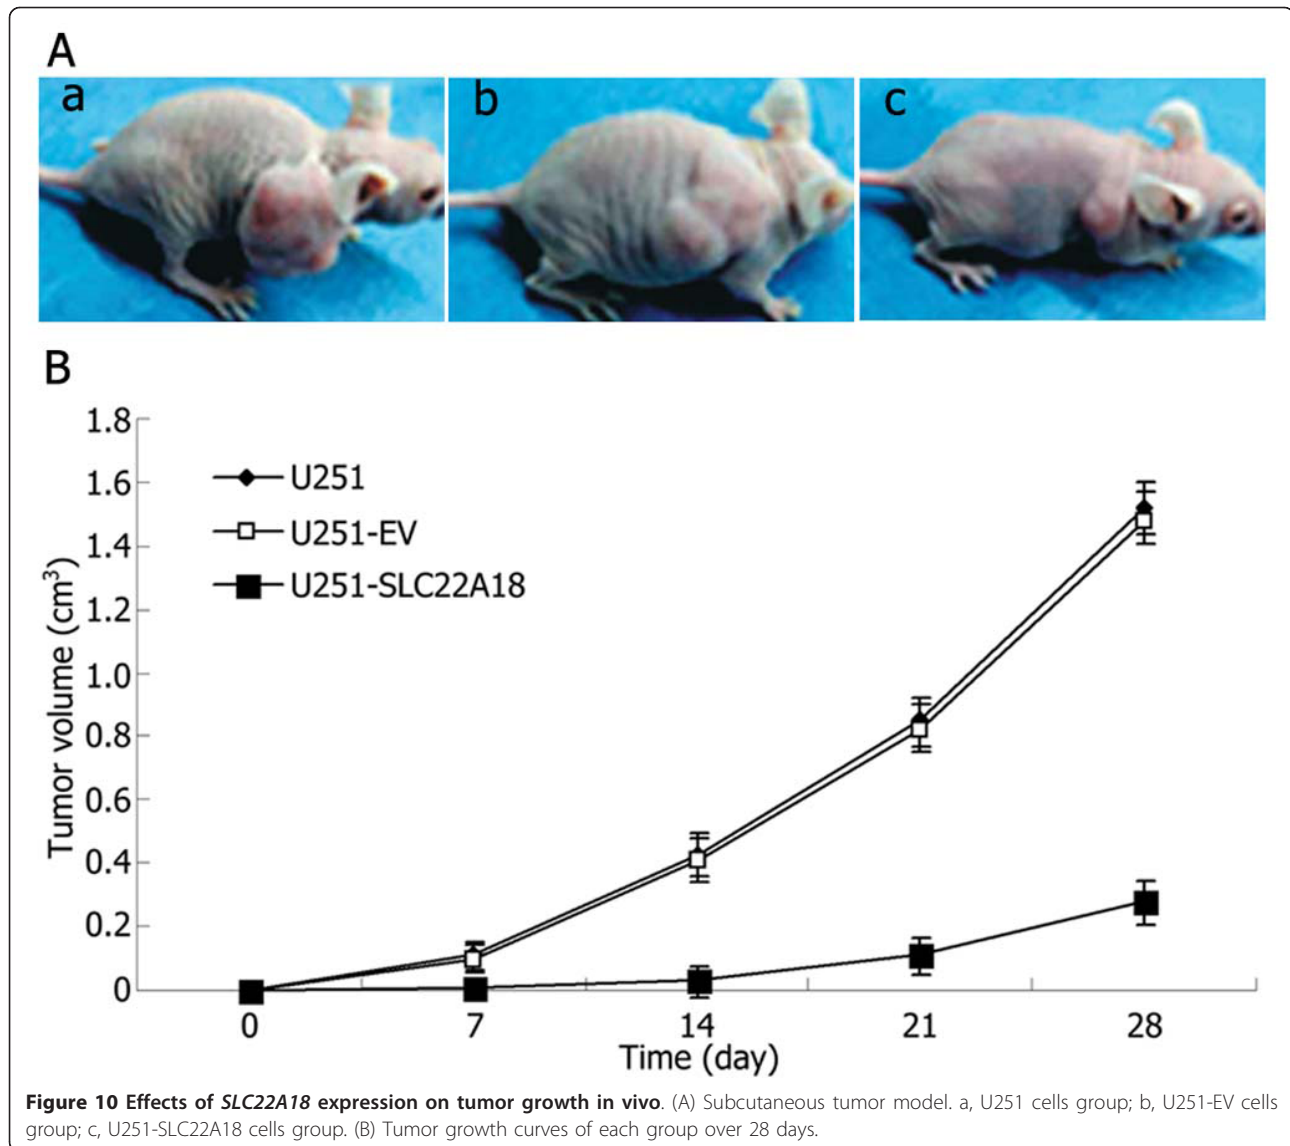 A
a b c
B
1.8
1.6
1.4
1.2
1.0
0.8
0.6
0.4
0.2
0
Tumor volume (cm³)
U251
U251-EV
U251-SLC22A18
0 7 14 21 28
Time (day)
Figure 10 Effects of SLC22A18 expression on tumor growth in vivo. (A) Subcutaneous tumor model. a, U251 cells group; b, U251-EV cells
group; c, U251-SLC22A18 cells group. (B) Tumor growth curves of each group over 28 days.